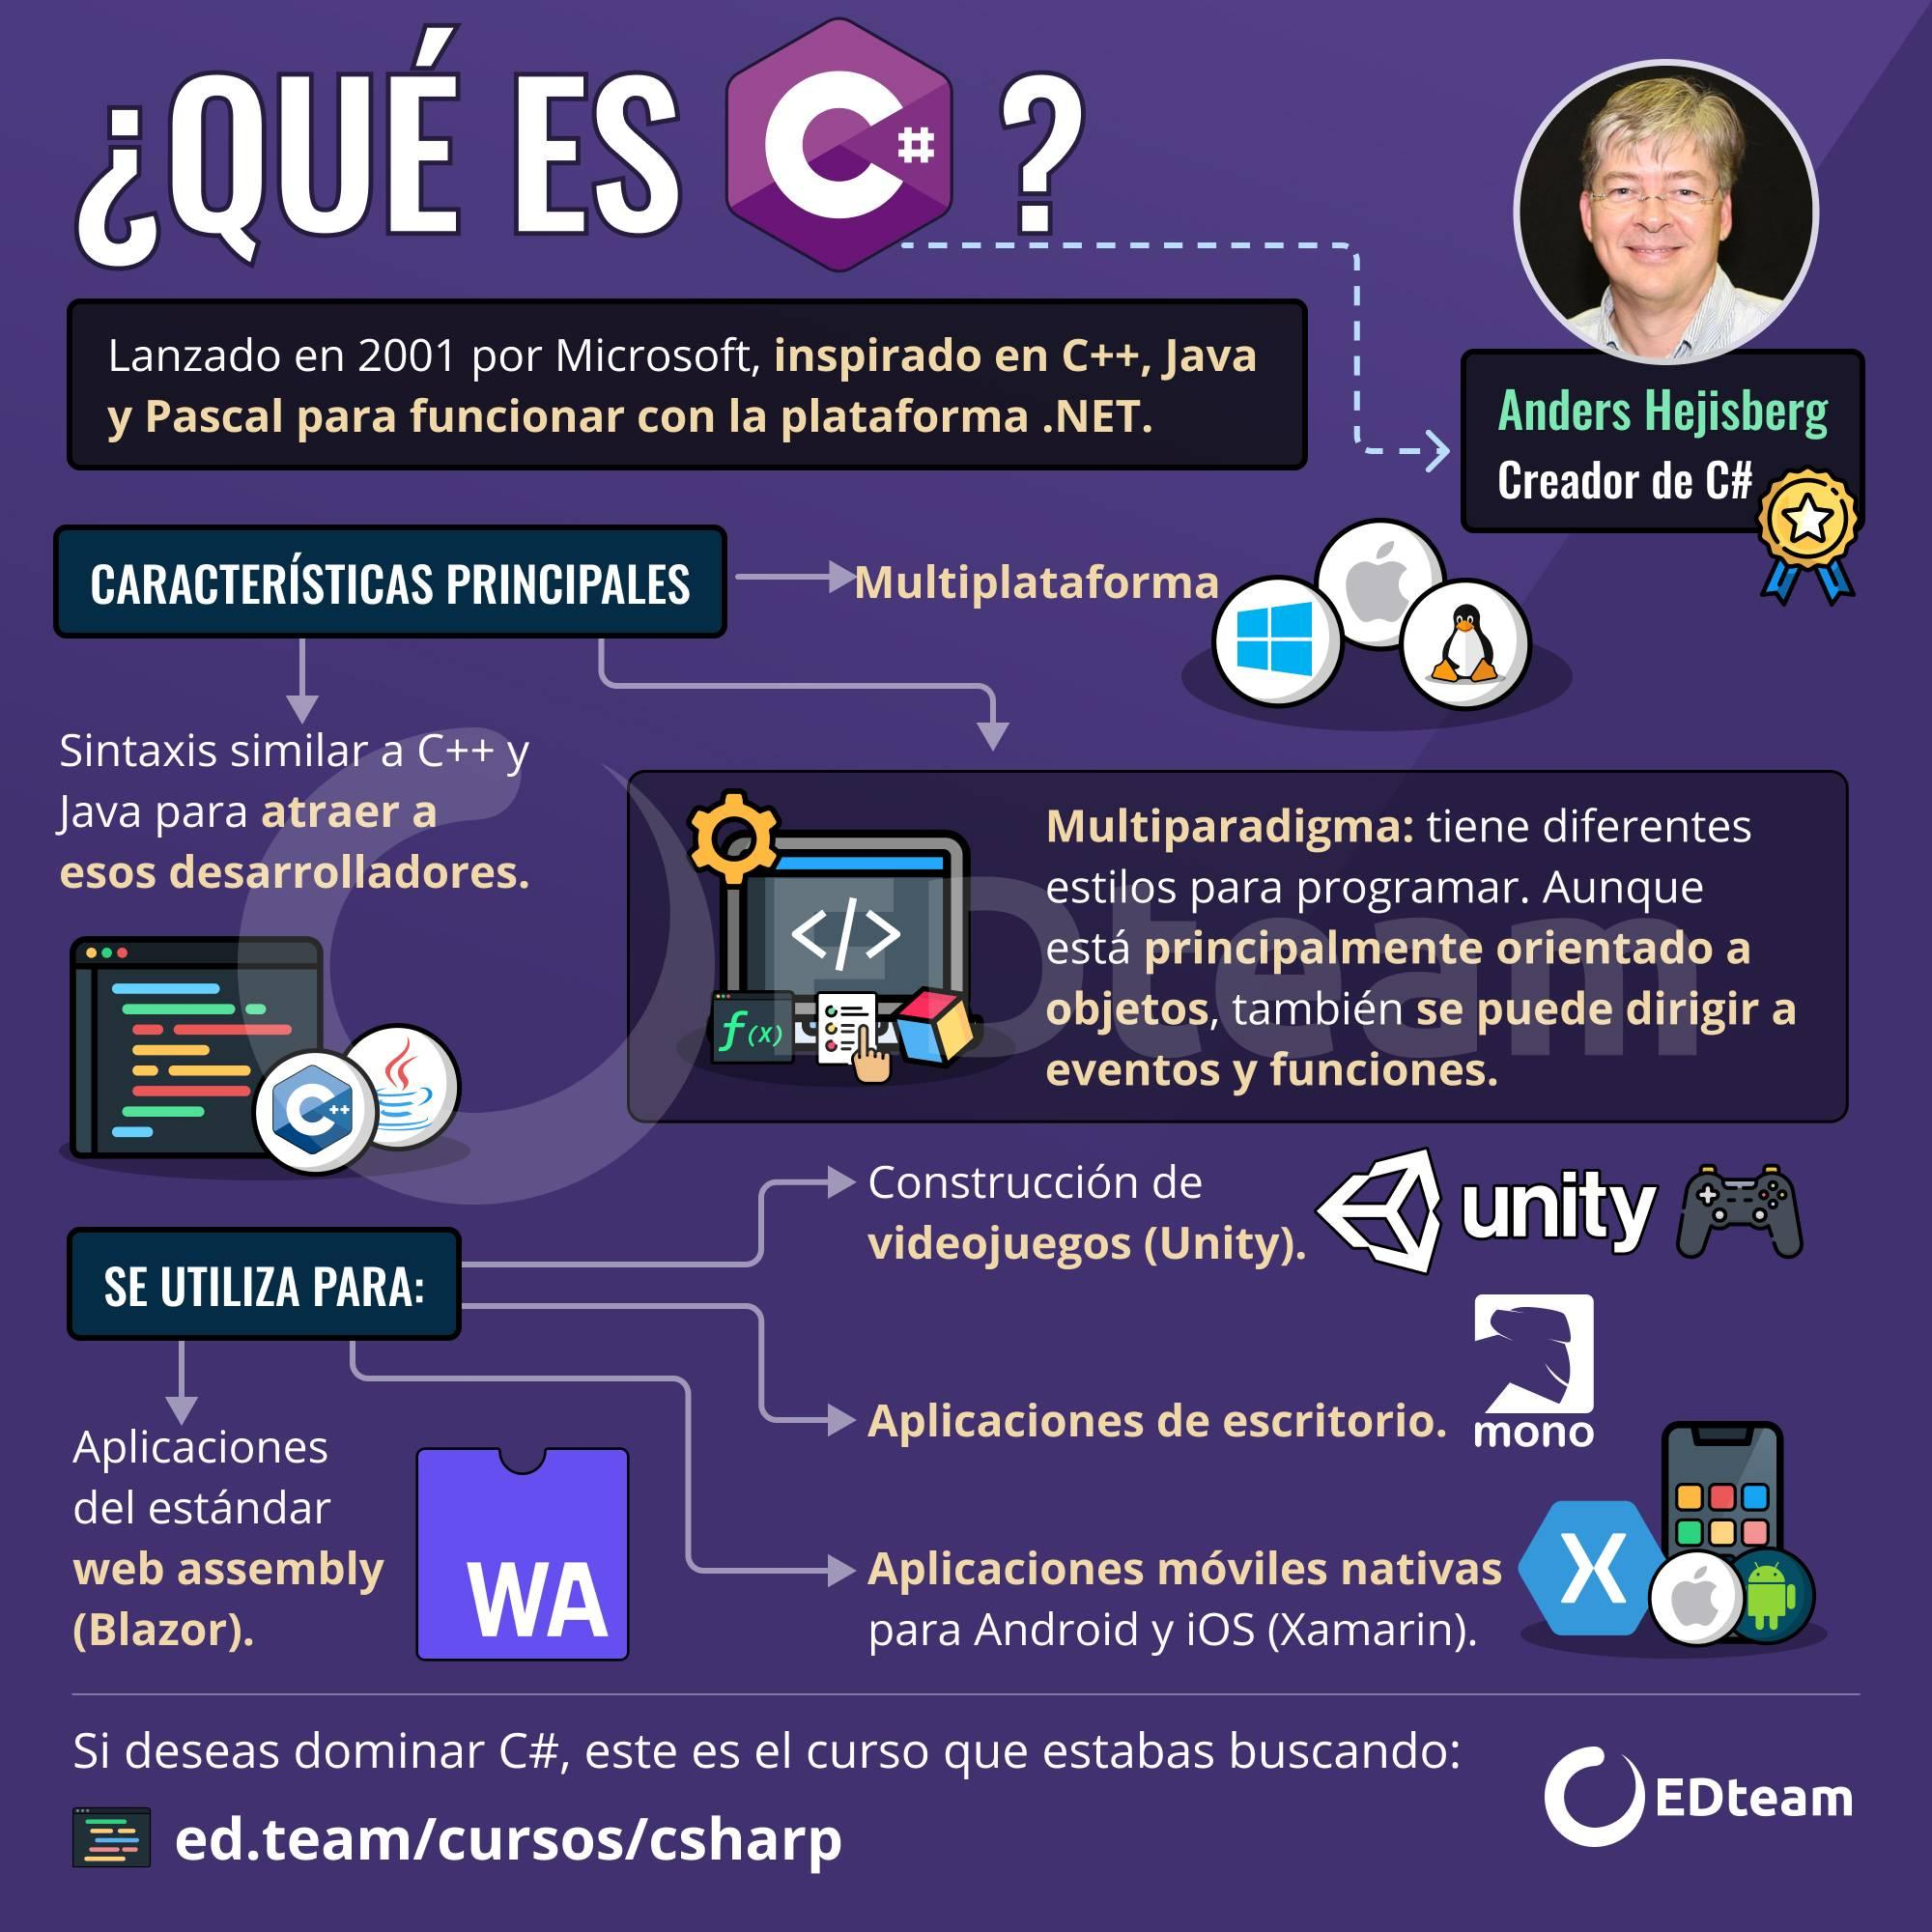 ¿QUÉ ES C# ?
Lanzado en 2001 por Microsoft, inspirado en C++, Java
y Pascal para funcionar con la plataforma .NET.
Anders Hejisberg
Creador de C#
CARACTERÍSTICAS PRINCIPALES
Multiplataforma
Sintaxis similar a C++ y
Java para atraer a
esos desarrolladores.
C++
</>
f(x)
Multiparadigma: tiene diferentes
estilos para programar. Aunque
está principalmente orientado a
objetos, también se puede dirigir a
eventos y funciones.
EDteam
SE UTILIZA PARA:
Construcción de
videojuegos (Unity).
unity
Aplicaciones de escritorio.
mono
Aplicaciones
del estándar
web assembly
(Blazor).
WA
Aplicaciones móviles nativas
para Android y iOS (Xamarin).
X
Si deseas dominar C#, este es el curso que estabas buscando:
ed.team/cursos/csharp
EDteam